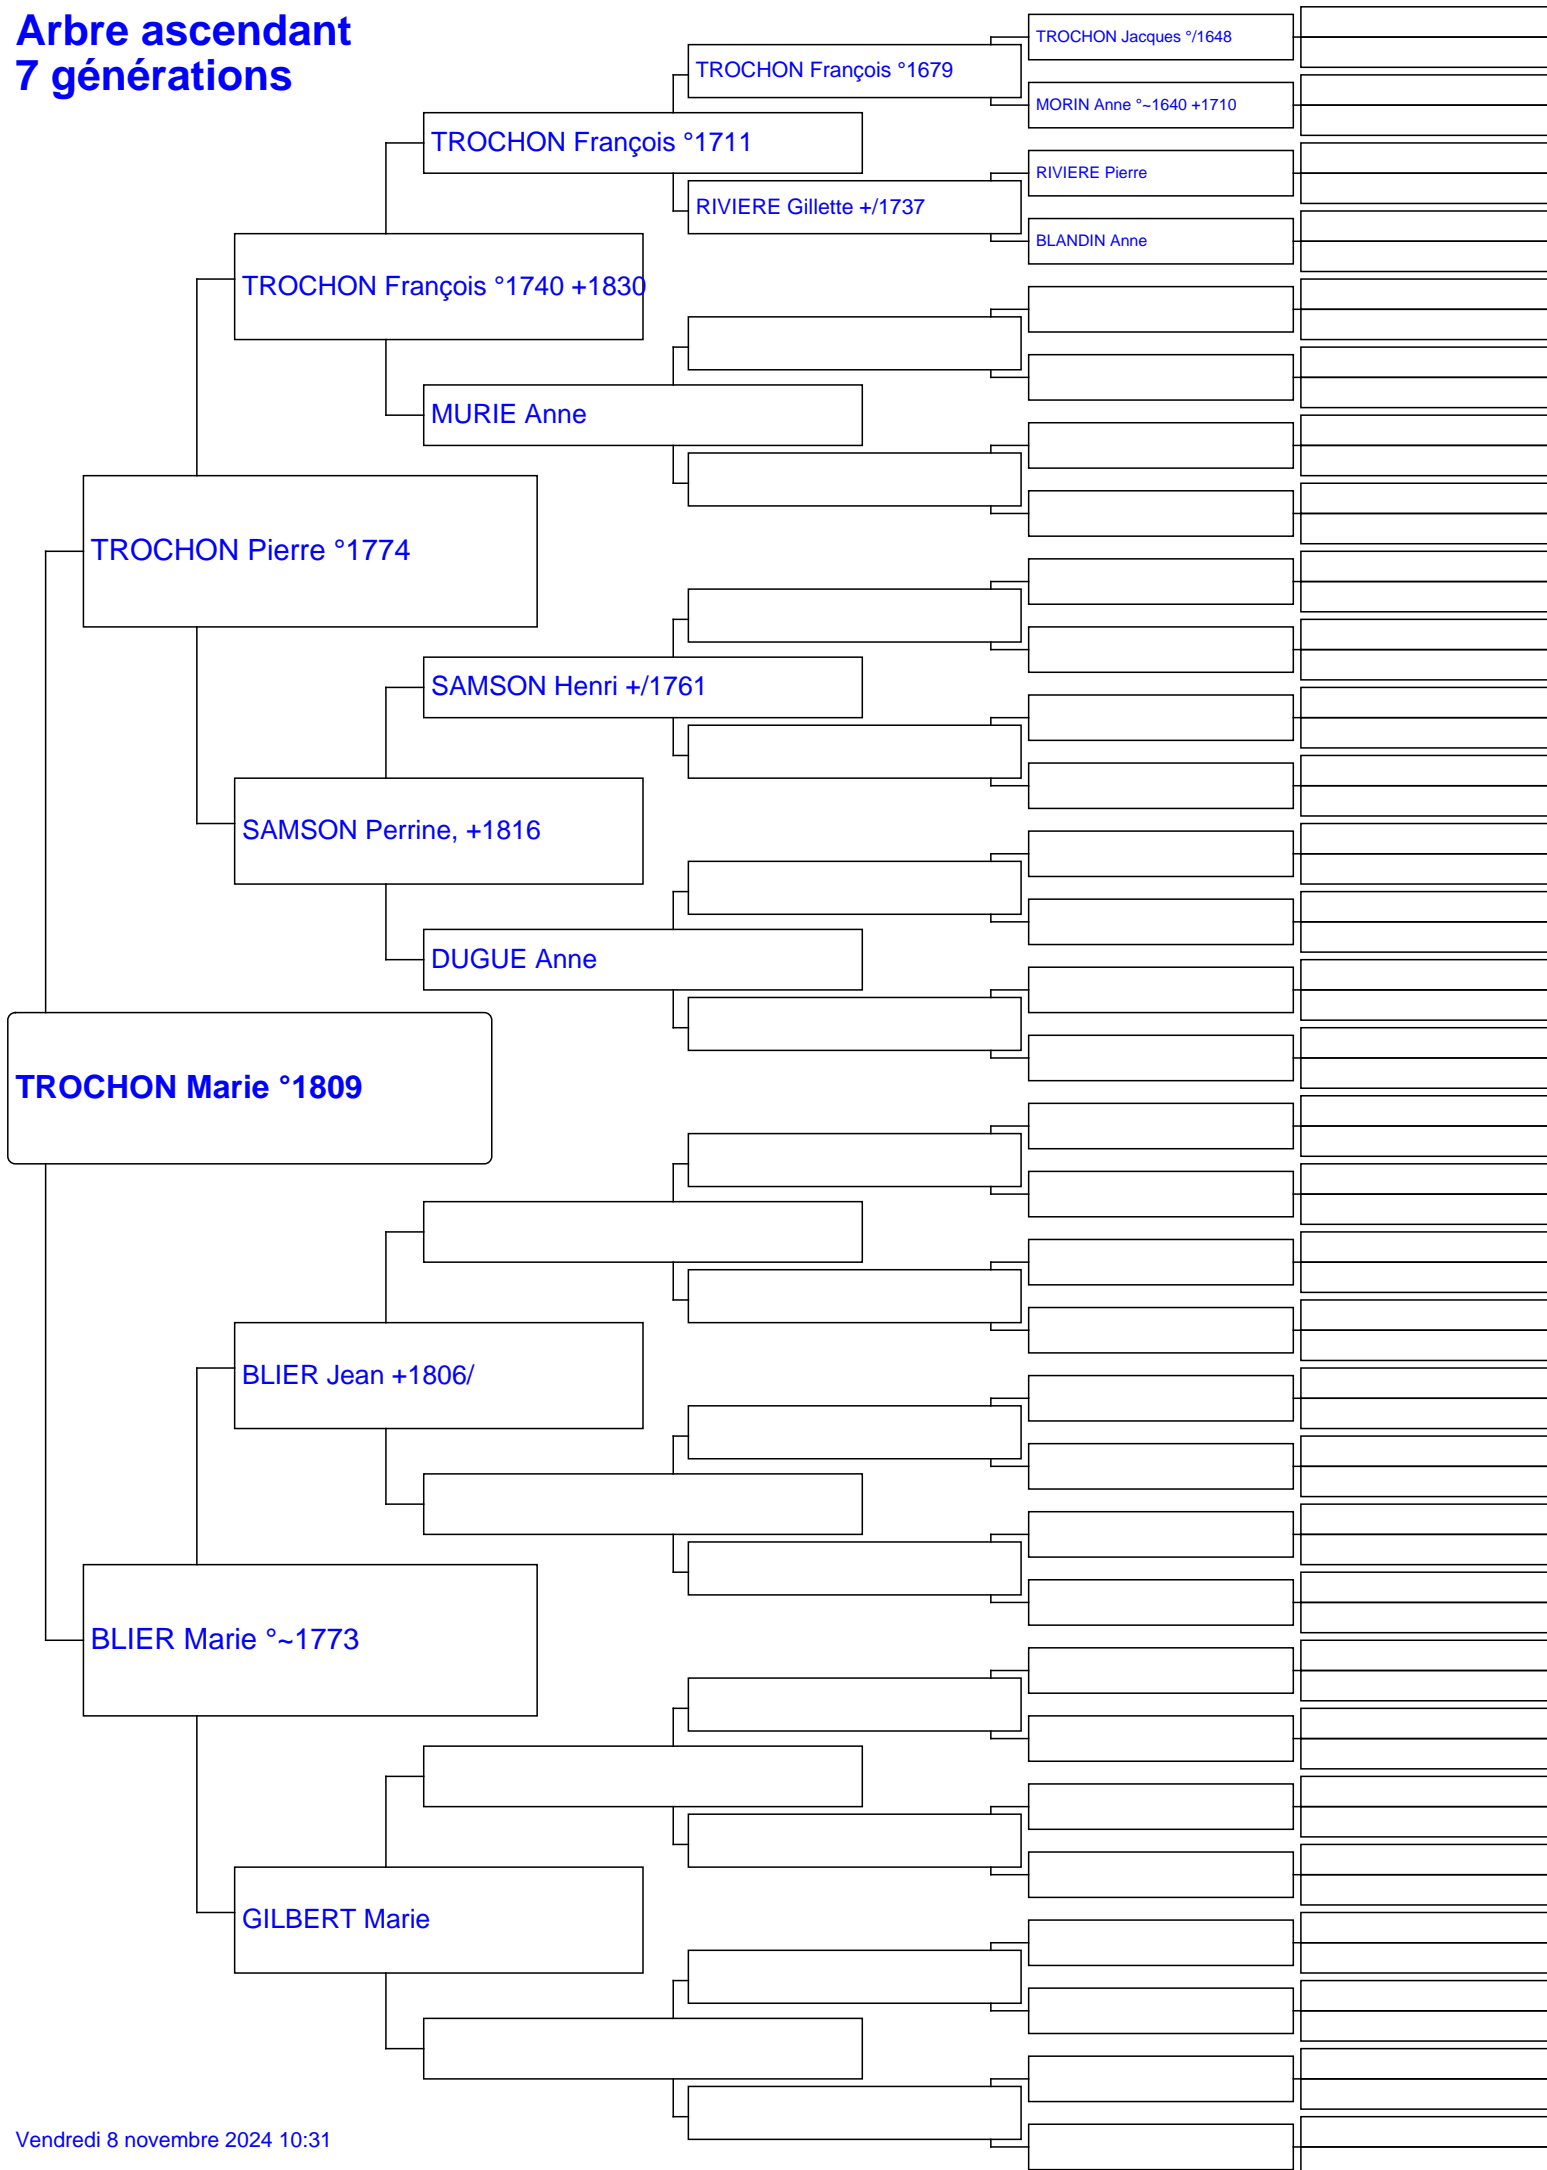 Arbre ascendant
7 générations
TROCHON Jacques °/1648
TROCHON François °1679
MORIN Anne °~1640 +1710
TROCHON François °1711
RIVIERE Pierre
RIVIERE Gillette +/1737
BLANDIN Anne
TROCHON François °1740 +1830
MURIE Anne
TROCHON Pierre °1774
SAMSON Henri +/1761
SAMSON Perrine, +1816
DUGUE Anne
TROCHON Marie °1809
BLIER Jean +1806/
BLIER Marie °~1773
GILBERT Marie
Vendredi 8 novembre 2024 10:31